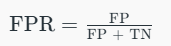 FPR = FP / FP + TN